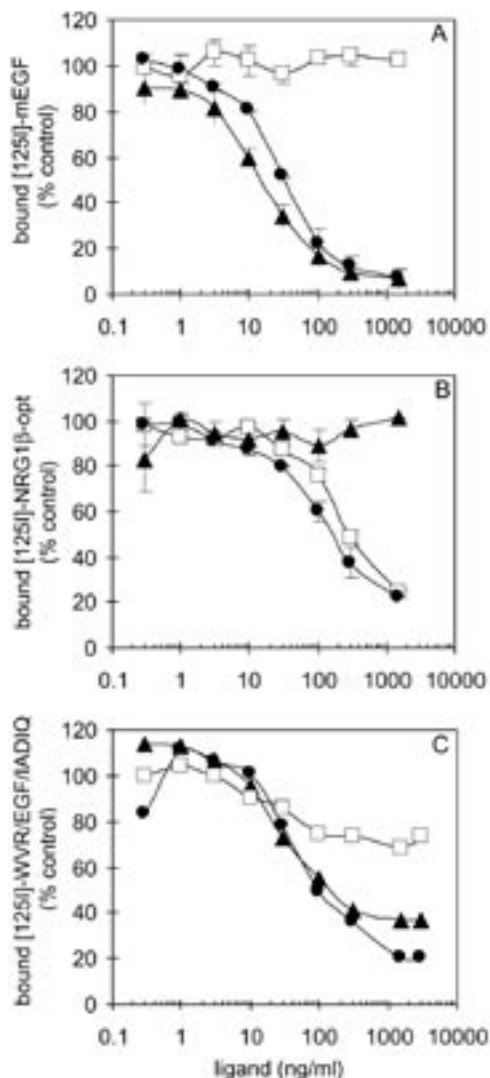 A
bound [125I]-mEGF
(% control)
120
100
80
60
40
20
0
0.1 1 10 100 1000 10000
B
bound [125I]-NRG1β-opt
(% control)
120
100
80
60
40
20
0
0.1 1 10 100 1000 10000
C
bound [125I]-WVR/EGF/IADIQ
(% control)
120
100
80
60
40
20
0
0.1 1 10 100 1000 10000
ligand (ng/ml)